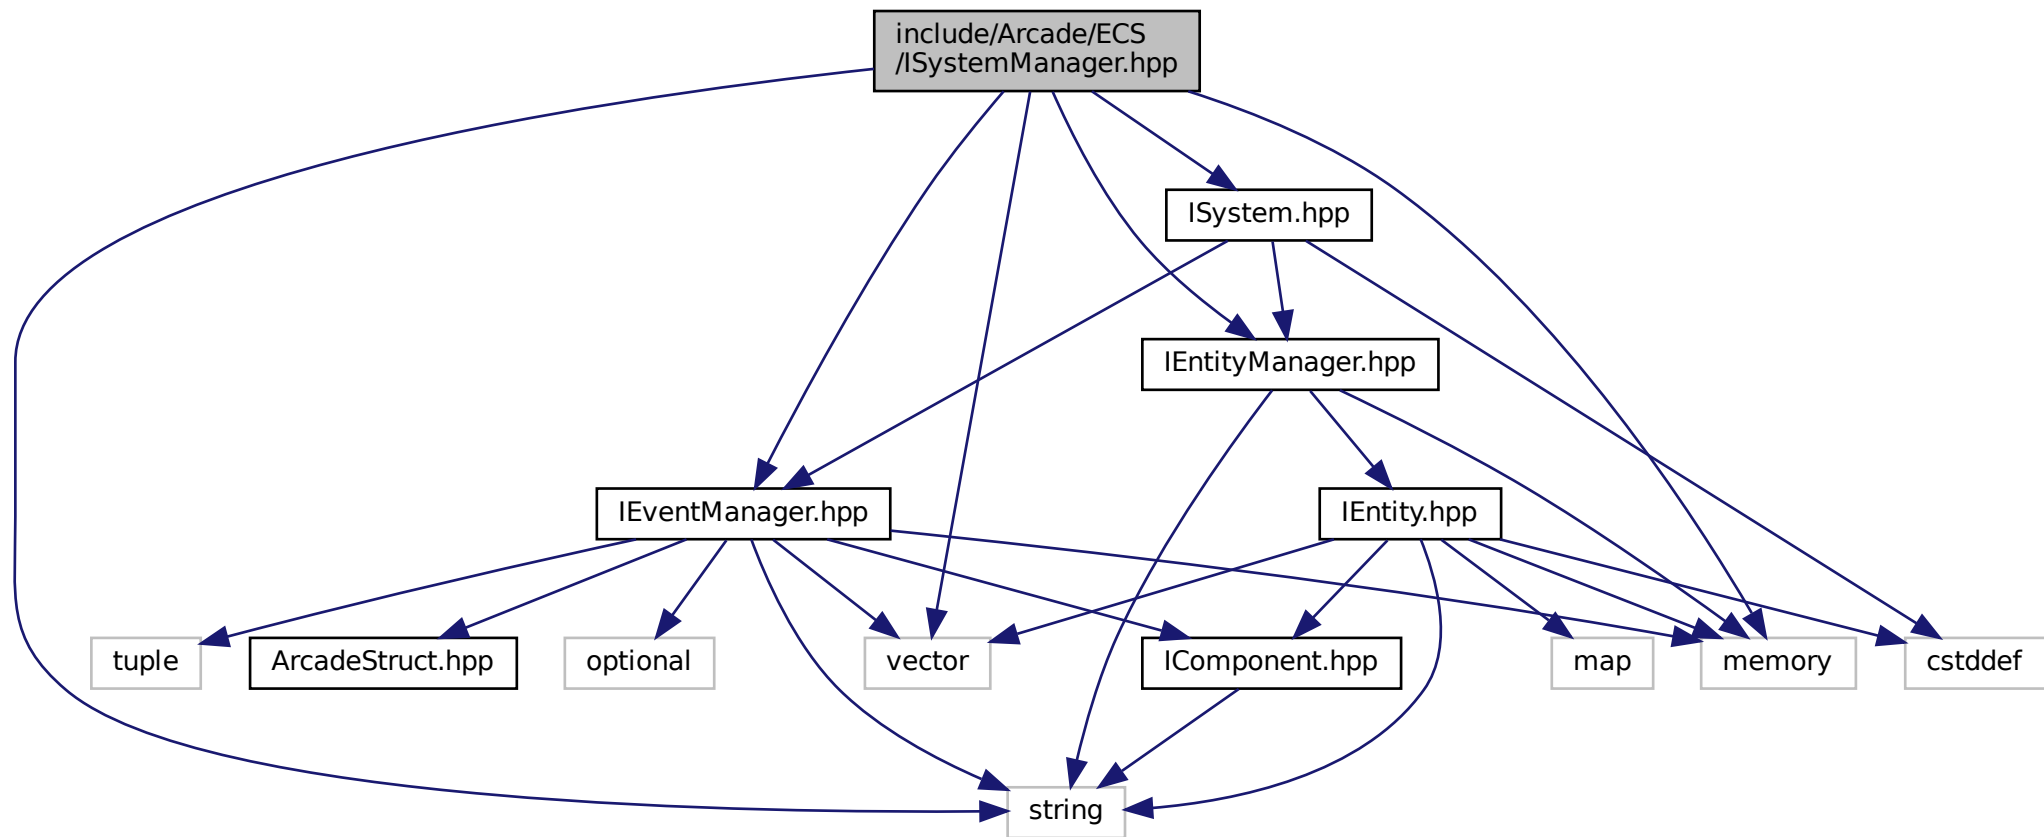 include/Arcade/ECS
/ISystemManager.hpp
ISystem.hpp
IEntityManager.hpp
IEventManager.hpp
IEntity.hpp
tuple
ArcadeStruct.hpp
optional
vector
IComponent.hpp
map
memory
cstddef
string